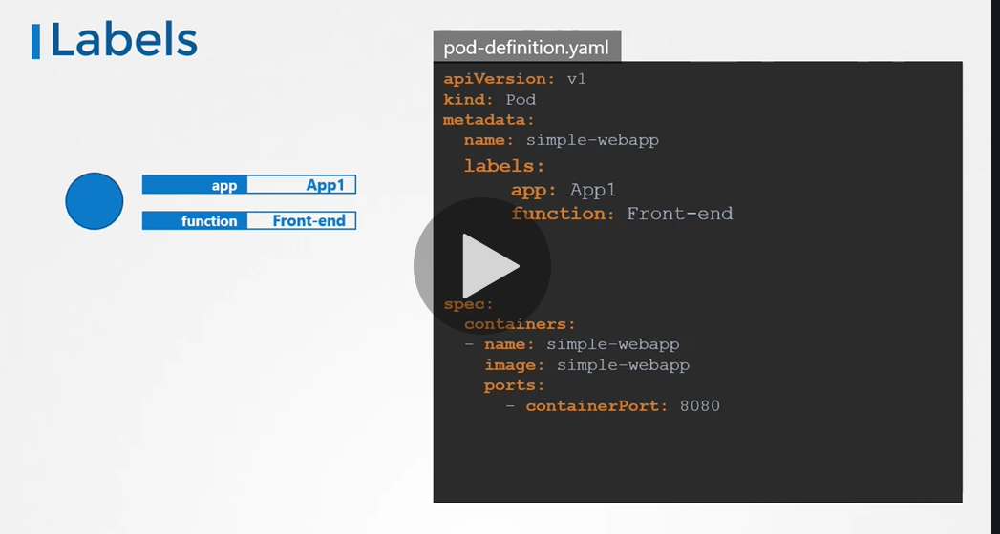 Labels
app App1
function Front-end
pod-definition.yaml
apiVersion: v1
kind: Pod
metadata:
  name: simple-webapp
  labels:
    app: App1
    function: Front-end
spec:
  containers:
  - name: simple-webapp
    image: simple-webapp
    ports:
      - containerPort: 8080